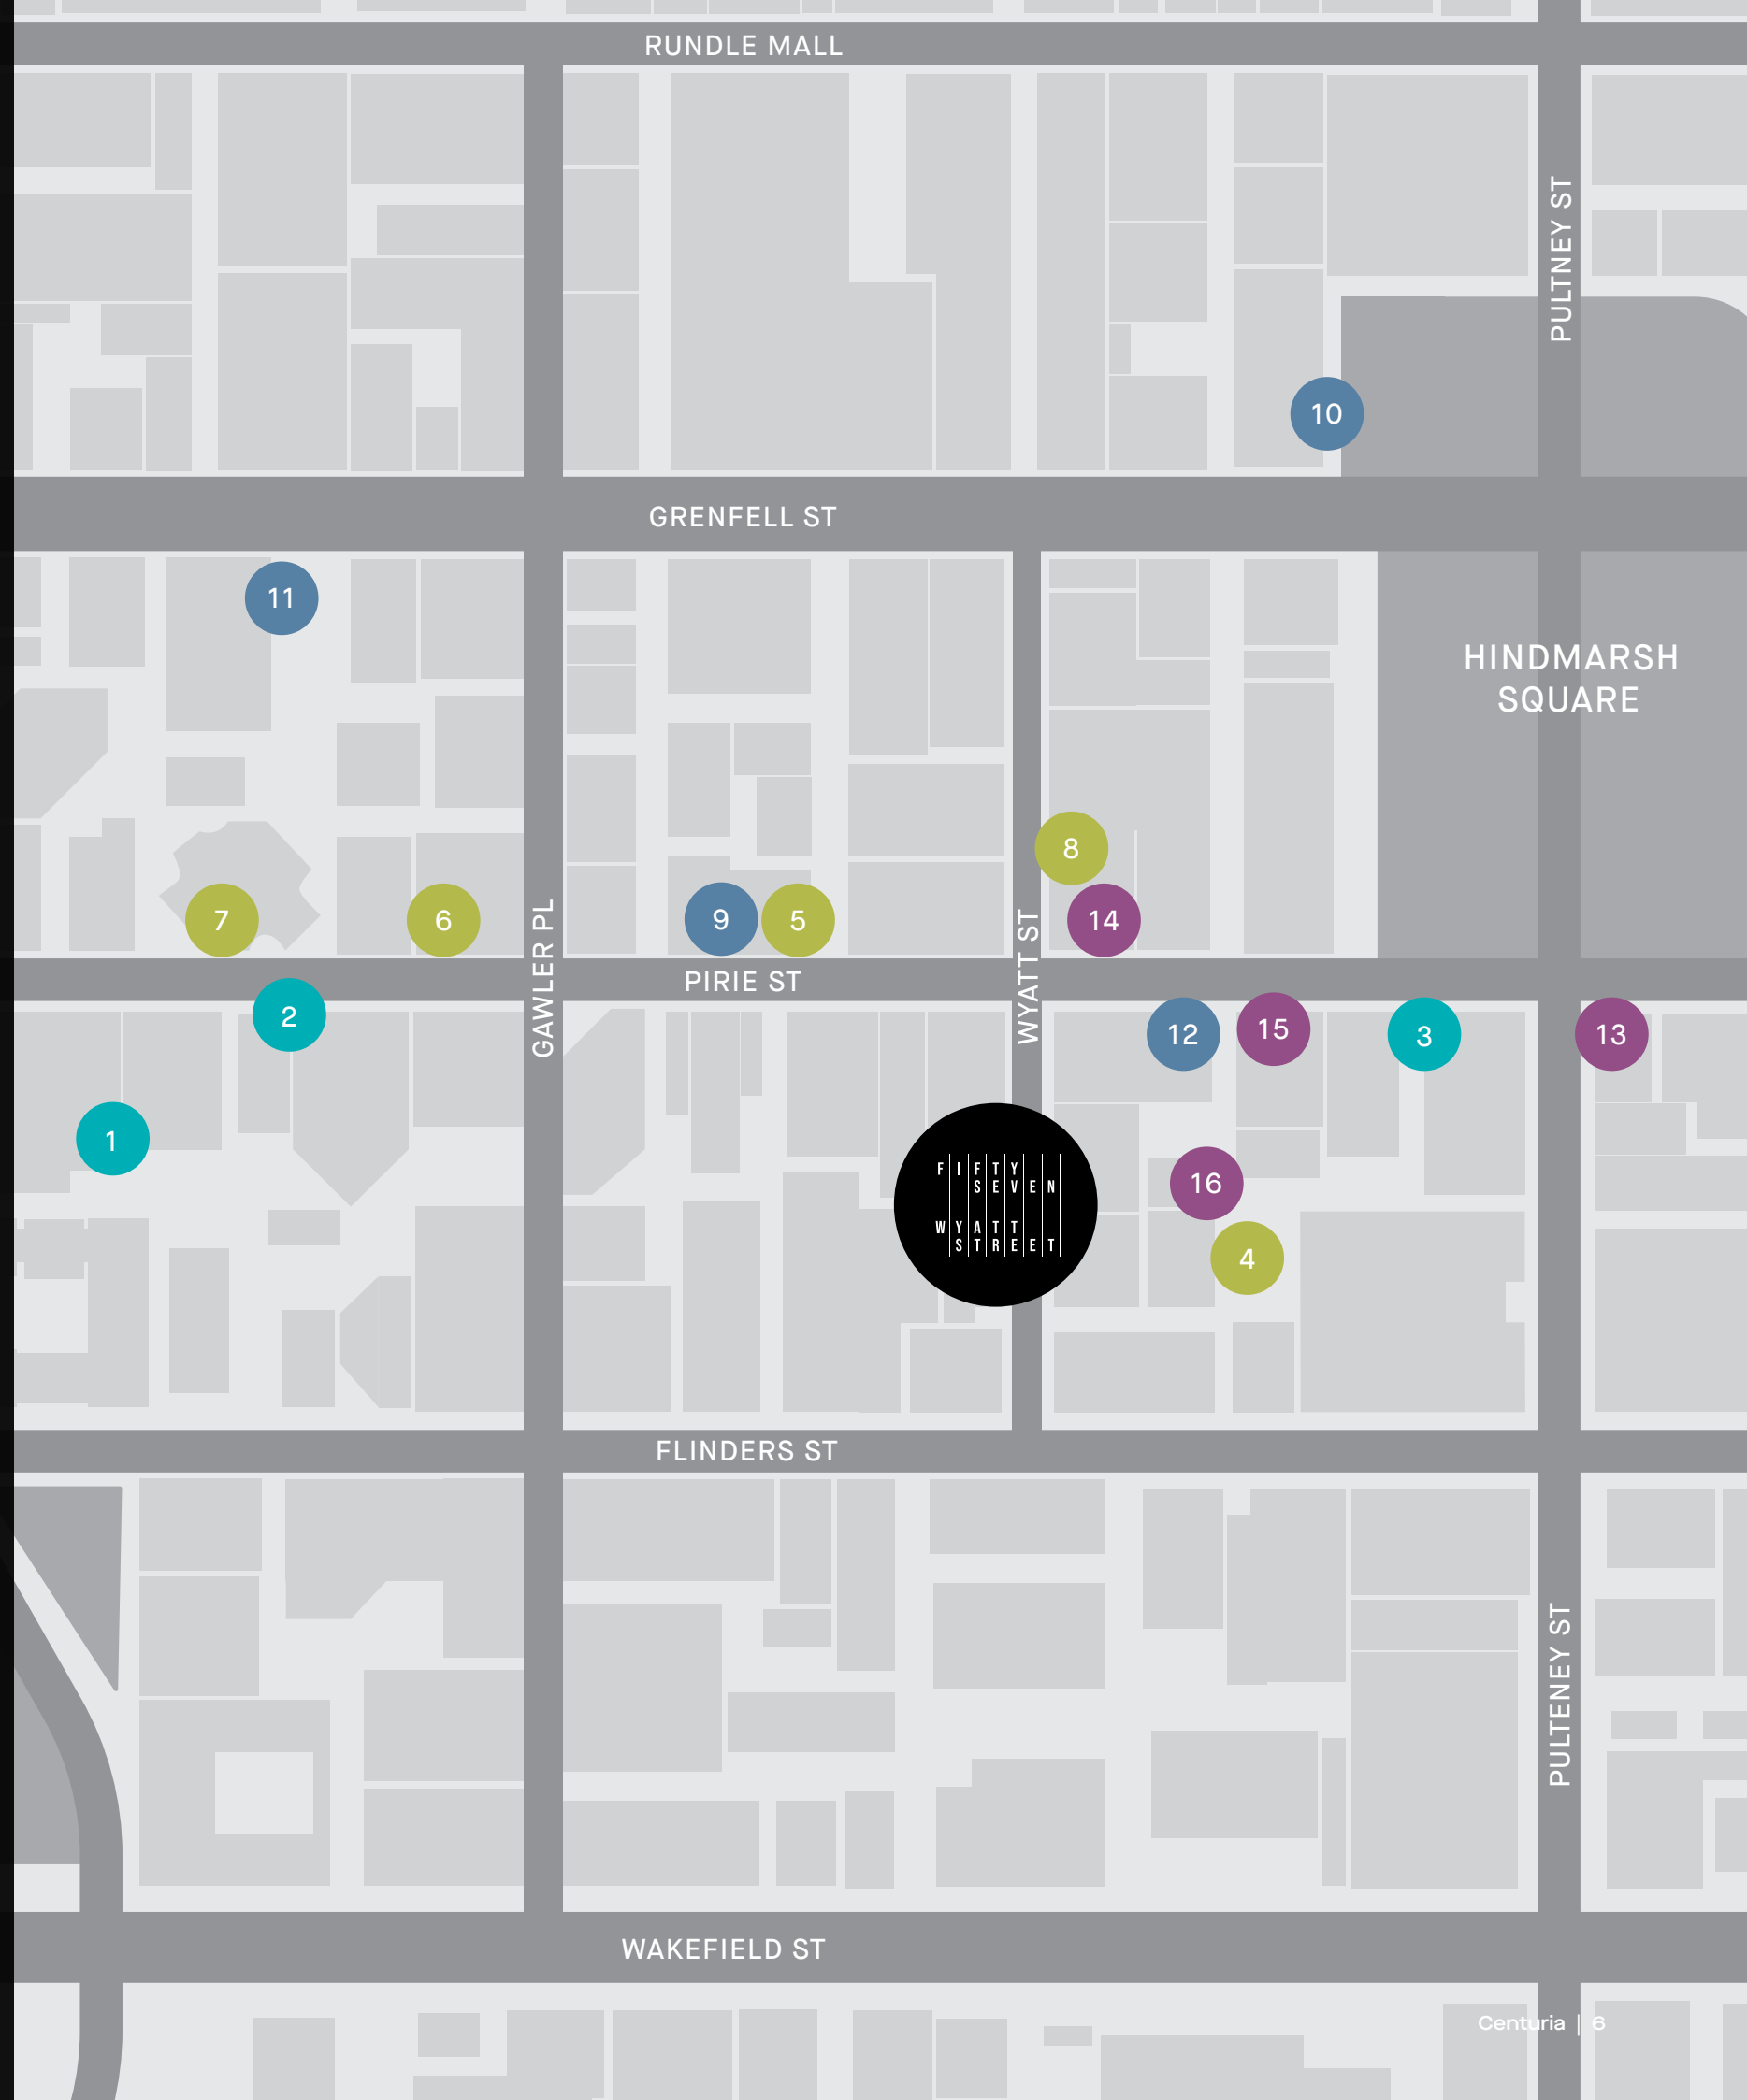 RUNDLE MALL
PULTNEY ST
10
GRENFELL ST
11
HINDMARSH
SQUARE
8
7
6
9
5
14
GAWLER PL
PIRIE ST
WYATT ST
2
12
15
3
13
1
FIFTY
SEVEN
WYATT
STREET
16
4
FLINDERS ST
PULTENEY ST
WAKEFIELD ST
Centuria | 6